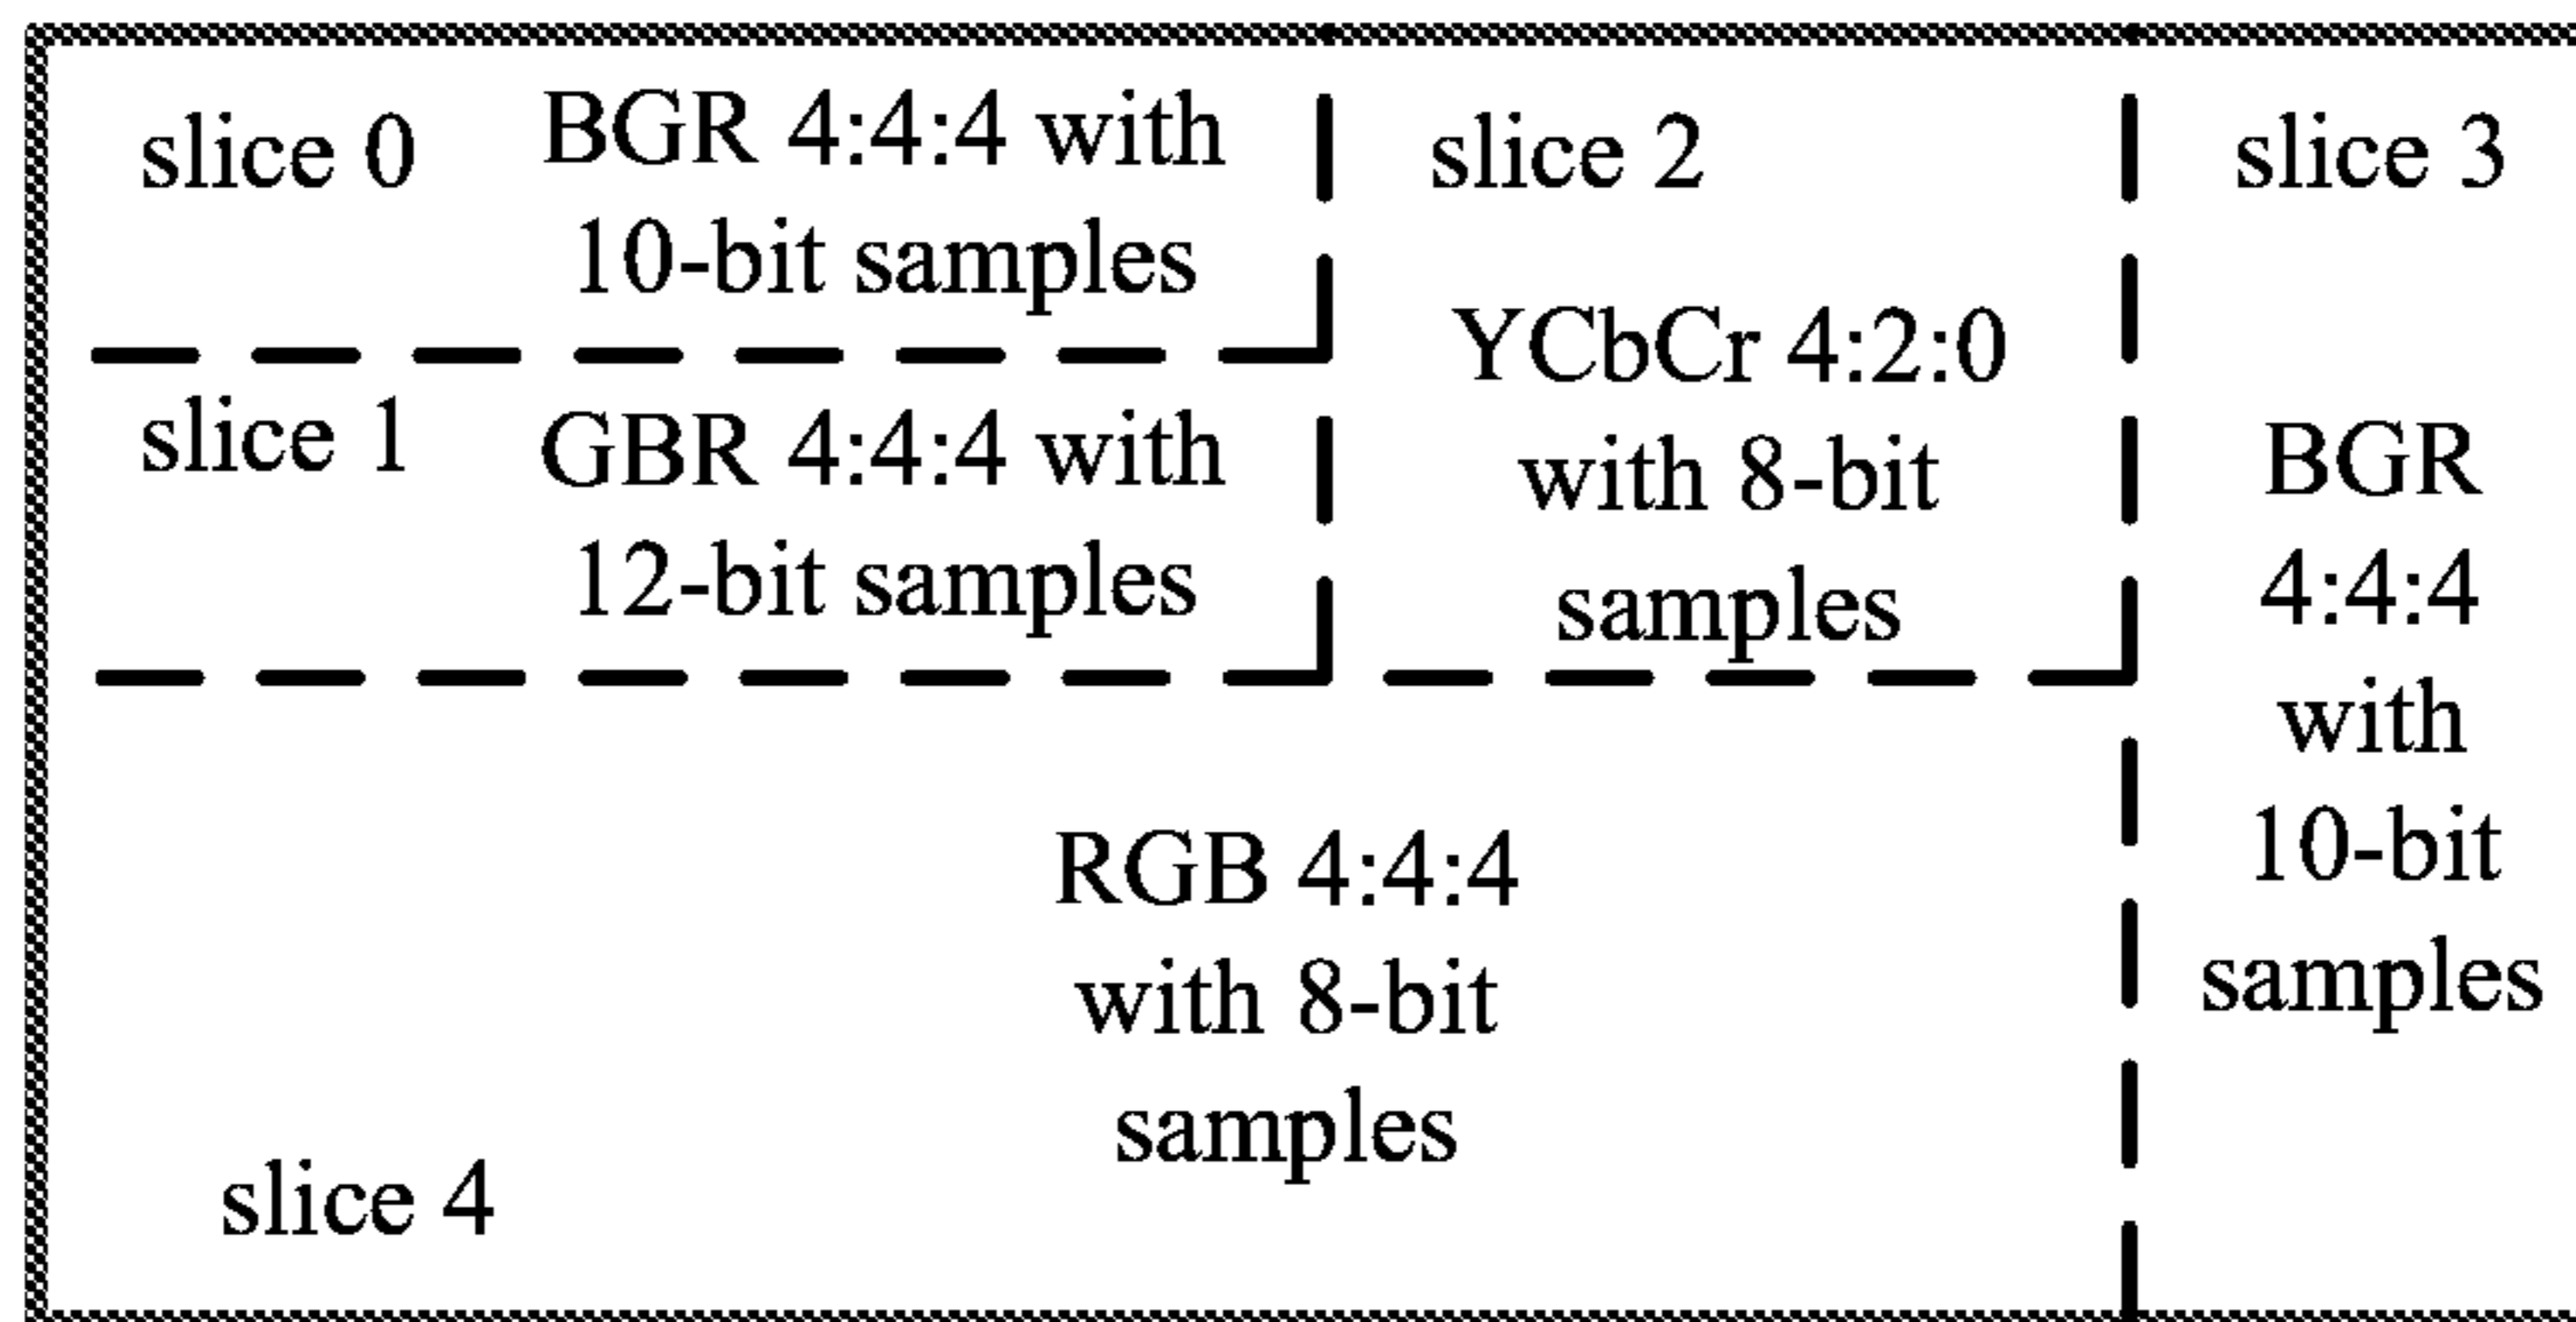 slice 0
BGR 4:4:4 with
10-bit samples
slice 1
GBR 4:4:4 with
12-bit samples
slice 2
YCbCr 4:2:0
with 8-bit
samples
slice 3
BGR
4:4:4
with
10-bit
samples
RGB 4:4:4
with 8-bit
samples
slice 4